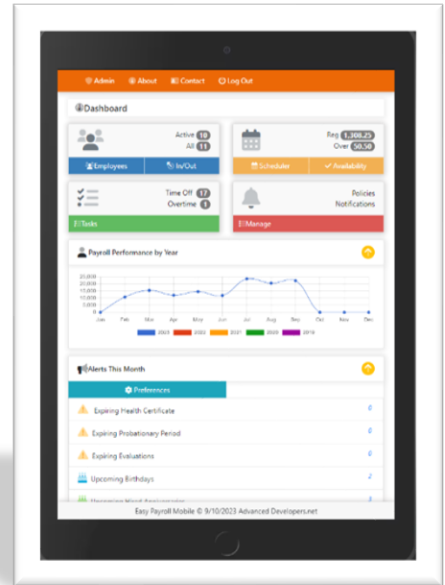 Admin About Contact Log Out
Dashboard
Active 10
All 11
Employees In/Out
Reg 1,308.25
Over 50.50
Scheduler Availability
Time Off 17
Overtime 1
Tasks
Policies
Notifications
Manage
Payroll Performance by Year
25,000
20,000
15,000
10,000
5,000
0
Jan Feb Mar Apr May Jun Jul Aug Sep Oct Nov Dec
2023 2022 2021 2020 2019
Alerts This Month
Preferences
Expiring Health Certificate
Expiring Probationary Period
Expiring Evaluations
Upcoming Birthdays 2
Easy Payroll Mobile © 9/10/2023 Advanced Developers.net